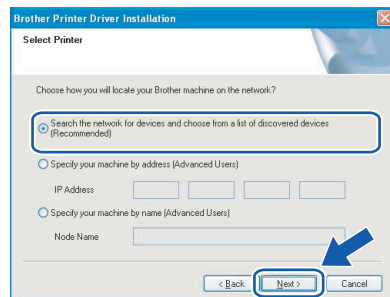 Brother Printer Driver Installation
Select Printer
Choose how you will locate your Brother machine on the network?
Search the network for devices and choose from a list of discovered devices
(Recommended)
Specify your machine by address (Advanced Users)
IP Address
Specify your machine by name (Advanced Users)
Node Name
< Back
Next >
Cancel